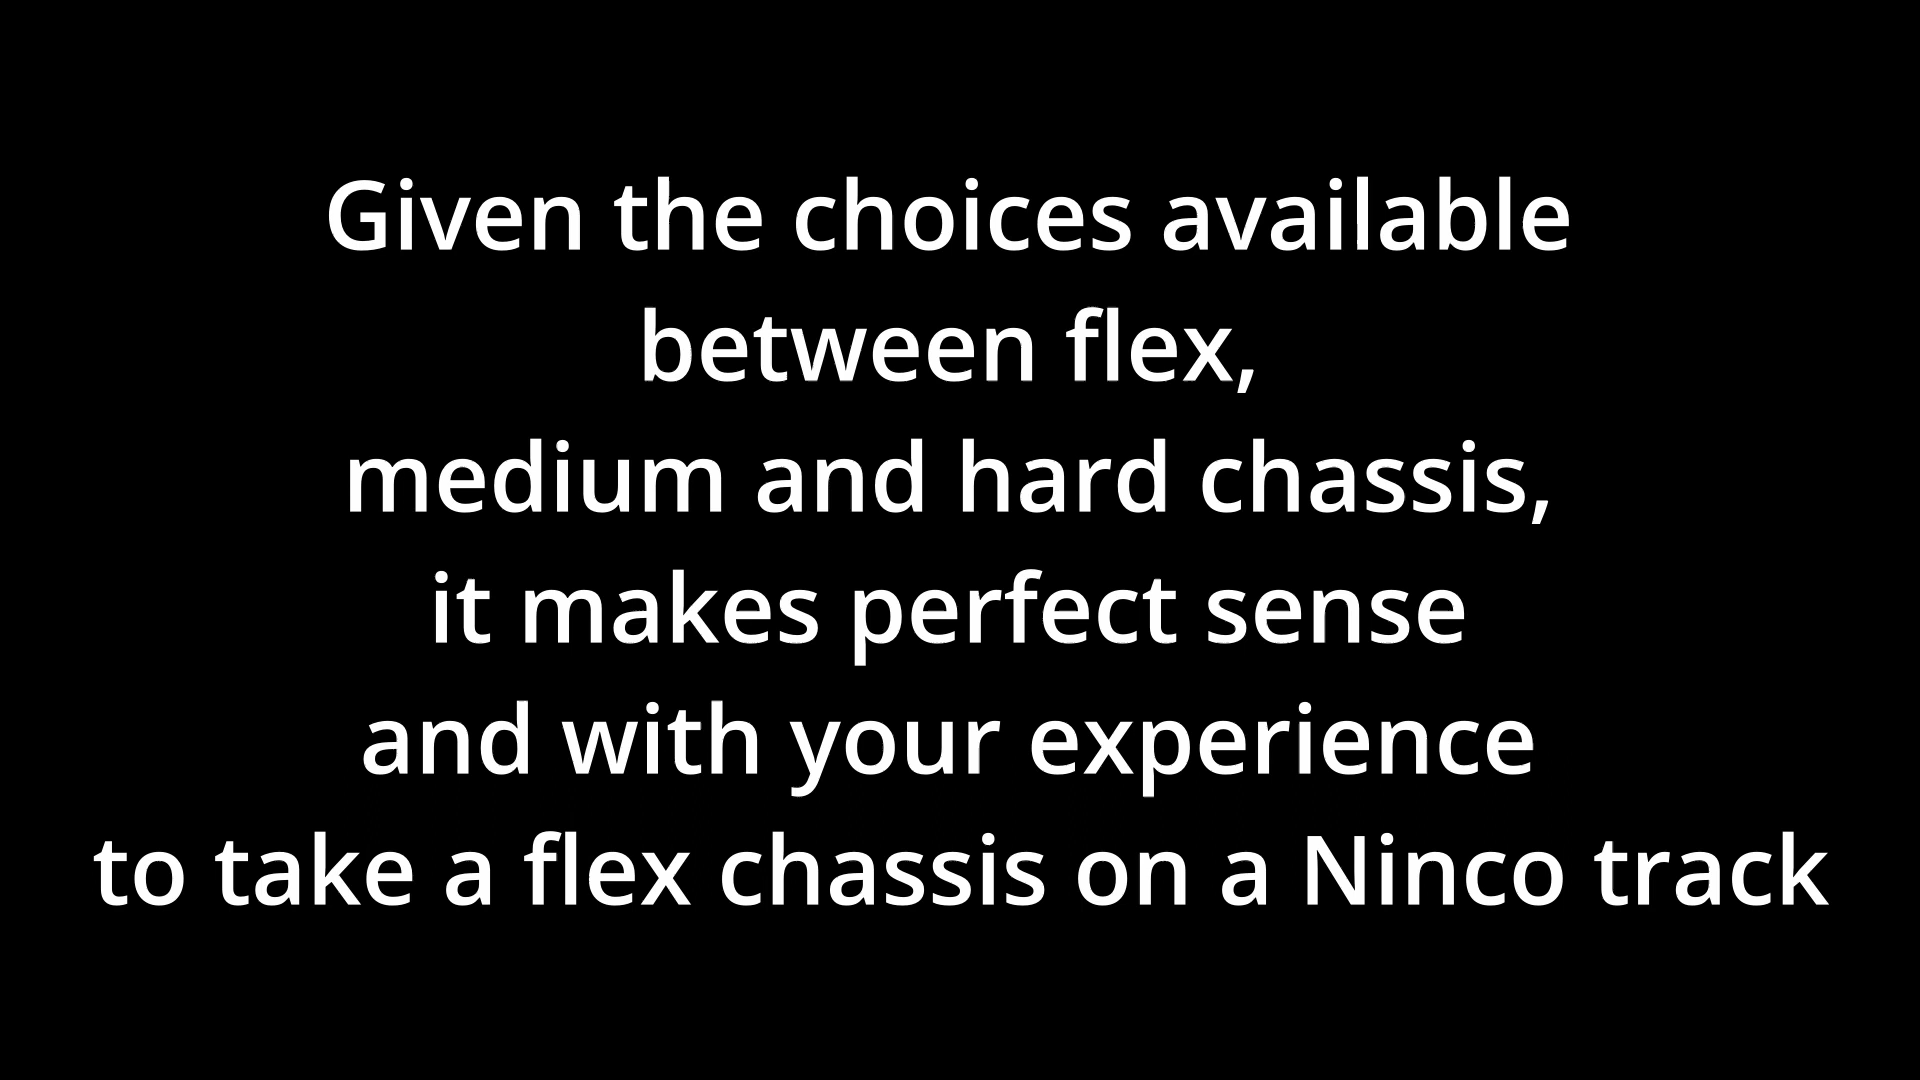 Given the choices available
between flex,
medium and hard chassis,
it makes perfect sense
and with your experience
to take a flex chassis on a Ninco track